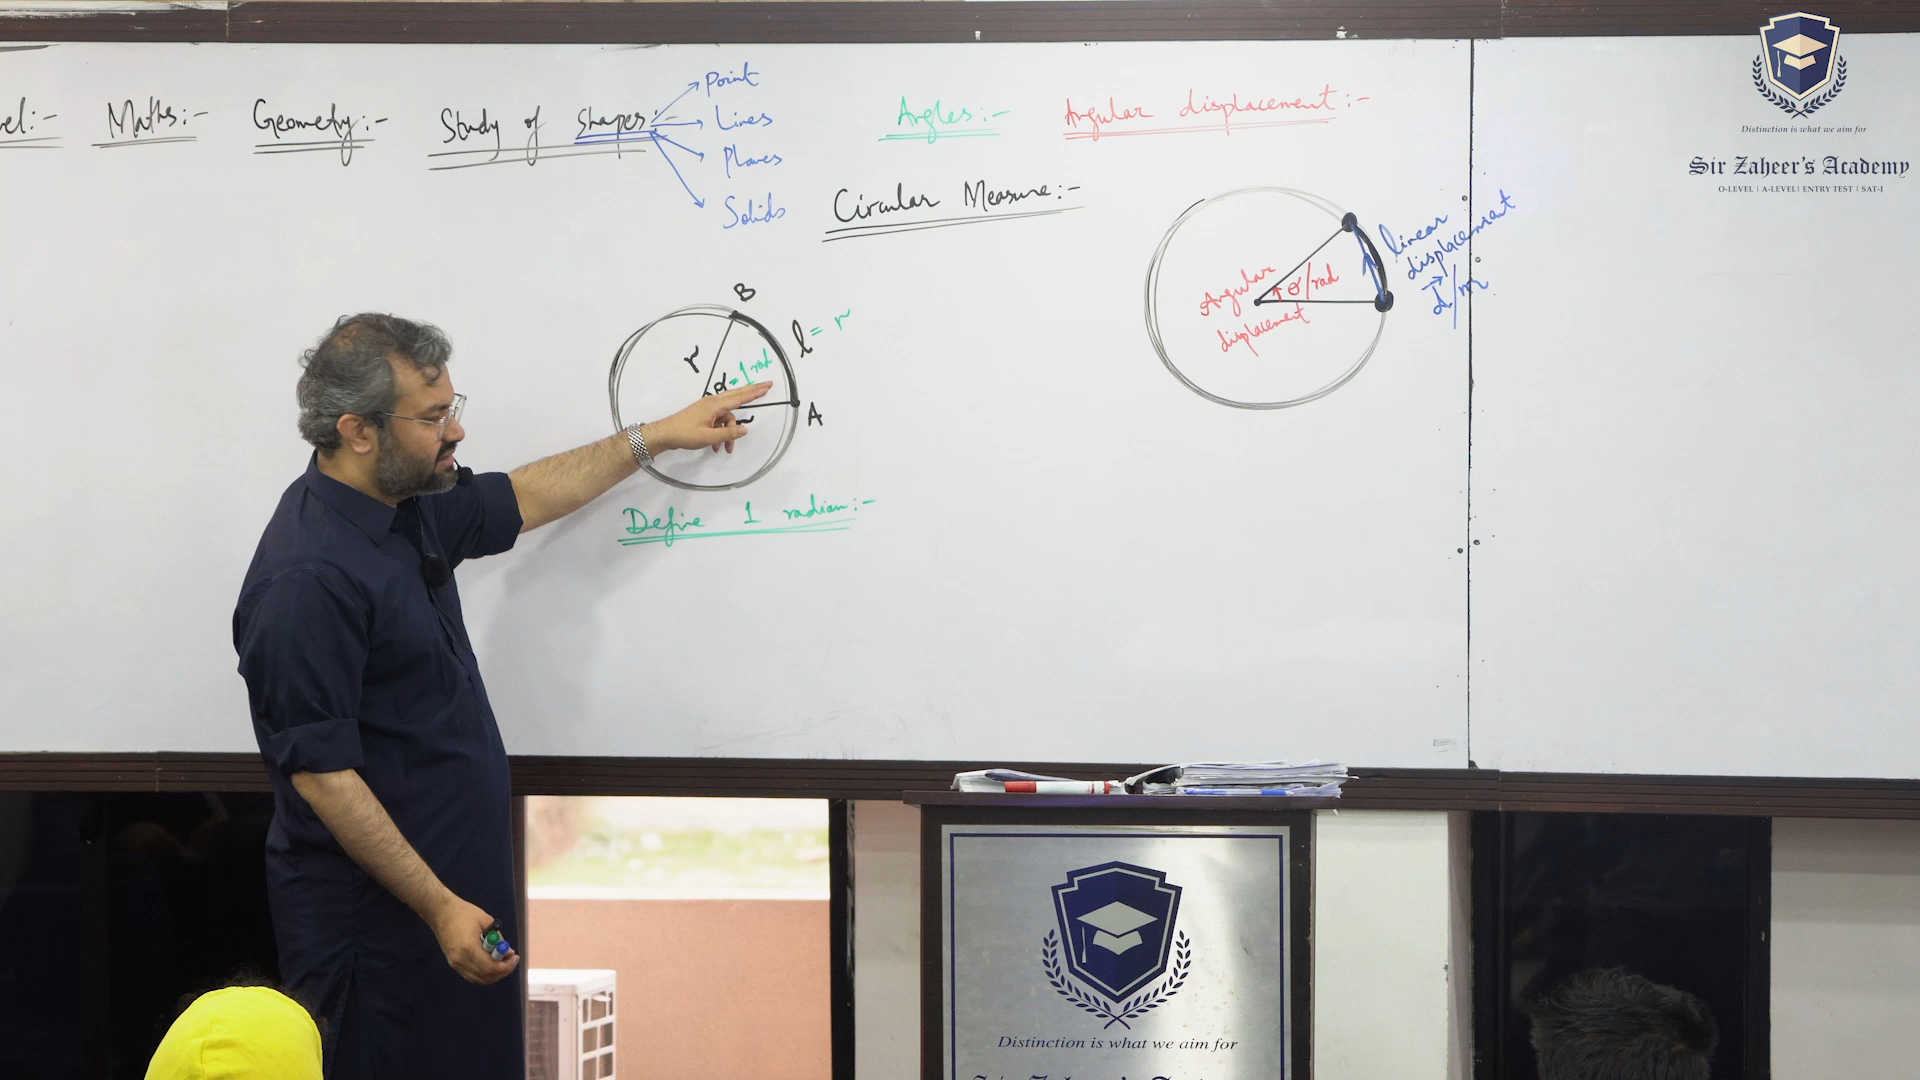 Maths:- Geometry:- Study of Shapes:-
Point
Lines
Planes
Solids
Angles:- Angular displacement:-
Circular Measure:-
B
r
α = 1 rad
l = r
A
Define 1 radian:-
Angular
displacement
θ/rad
linear
displacement
Distinction is what we aim for
Sir Zaheer's Academy
O-LEVEL | A-LEVEL | ENTRY TEST | SAT-I
Distinction is what we aim for